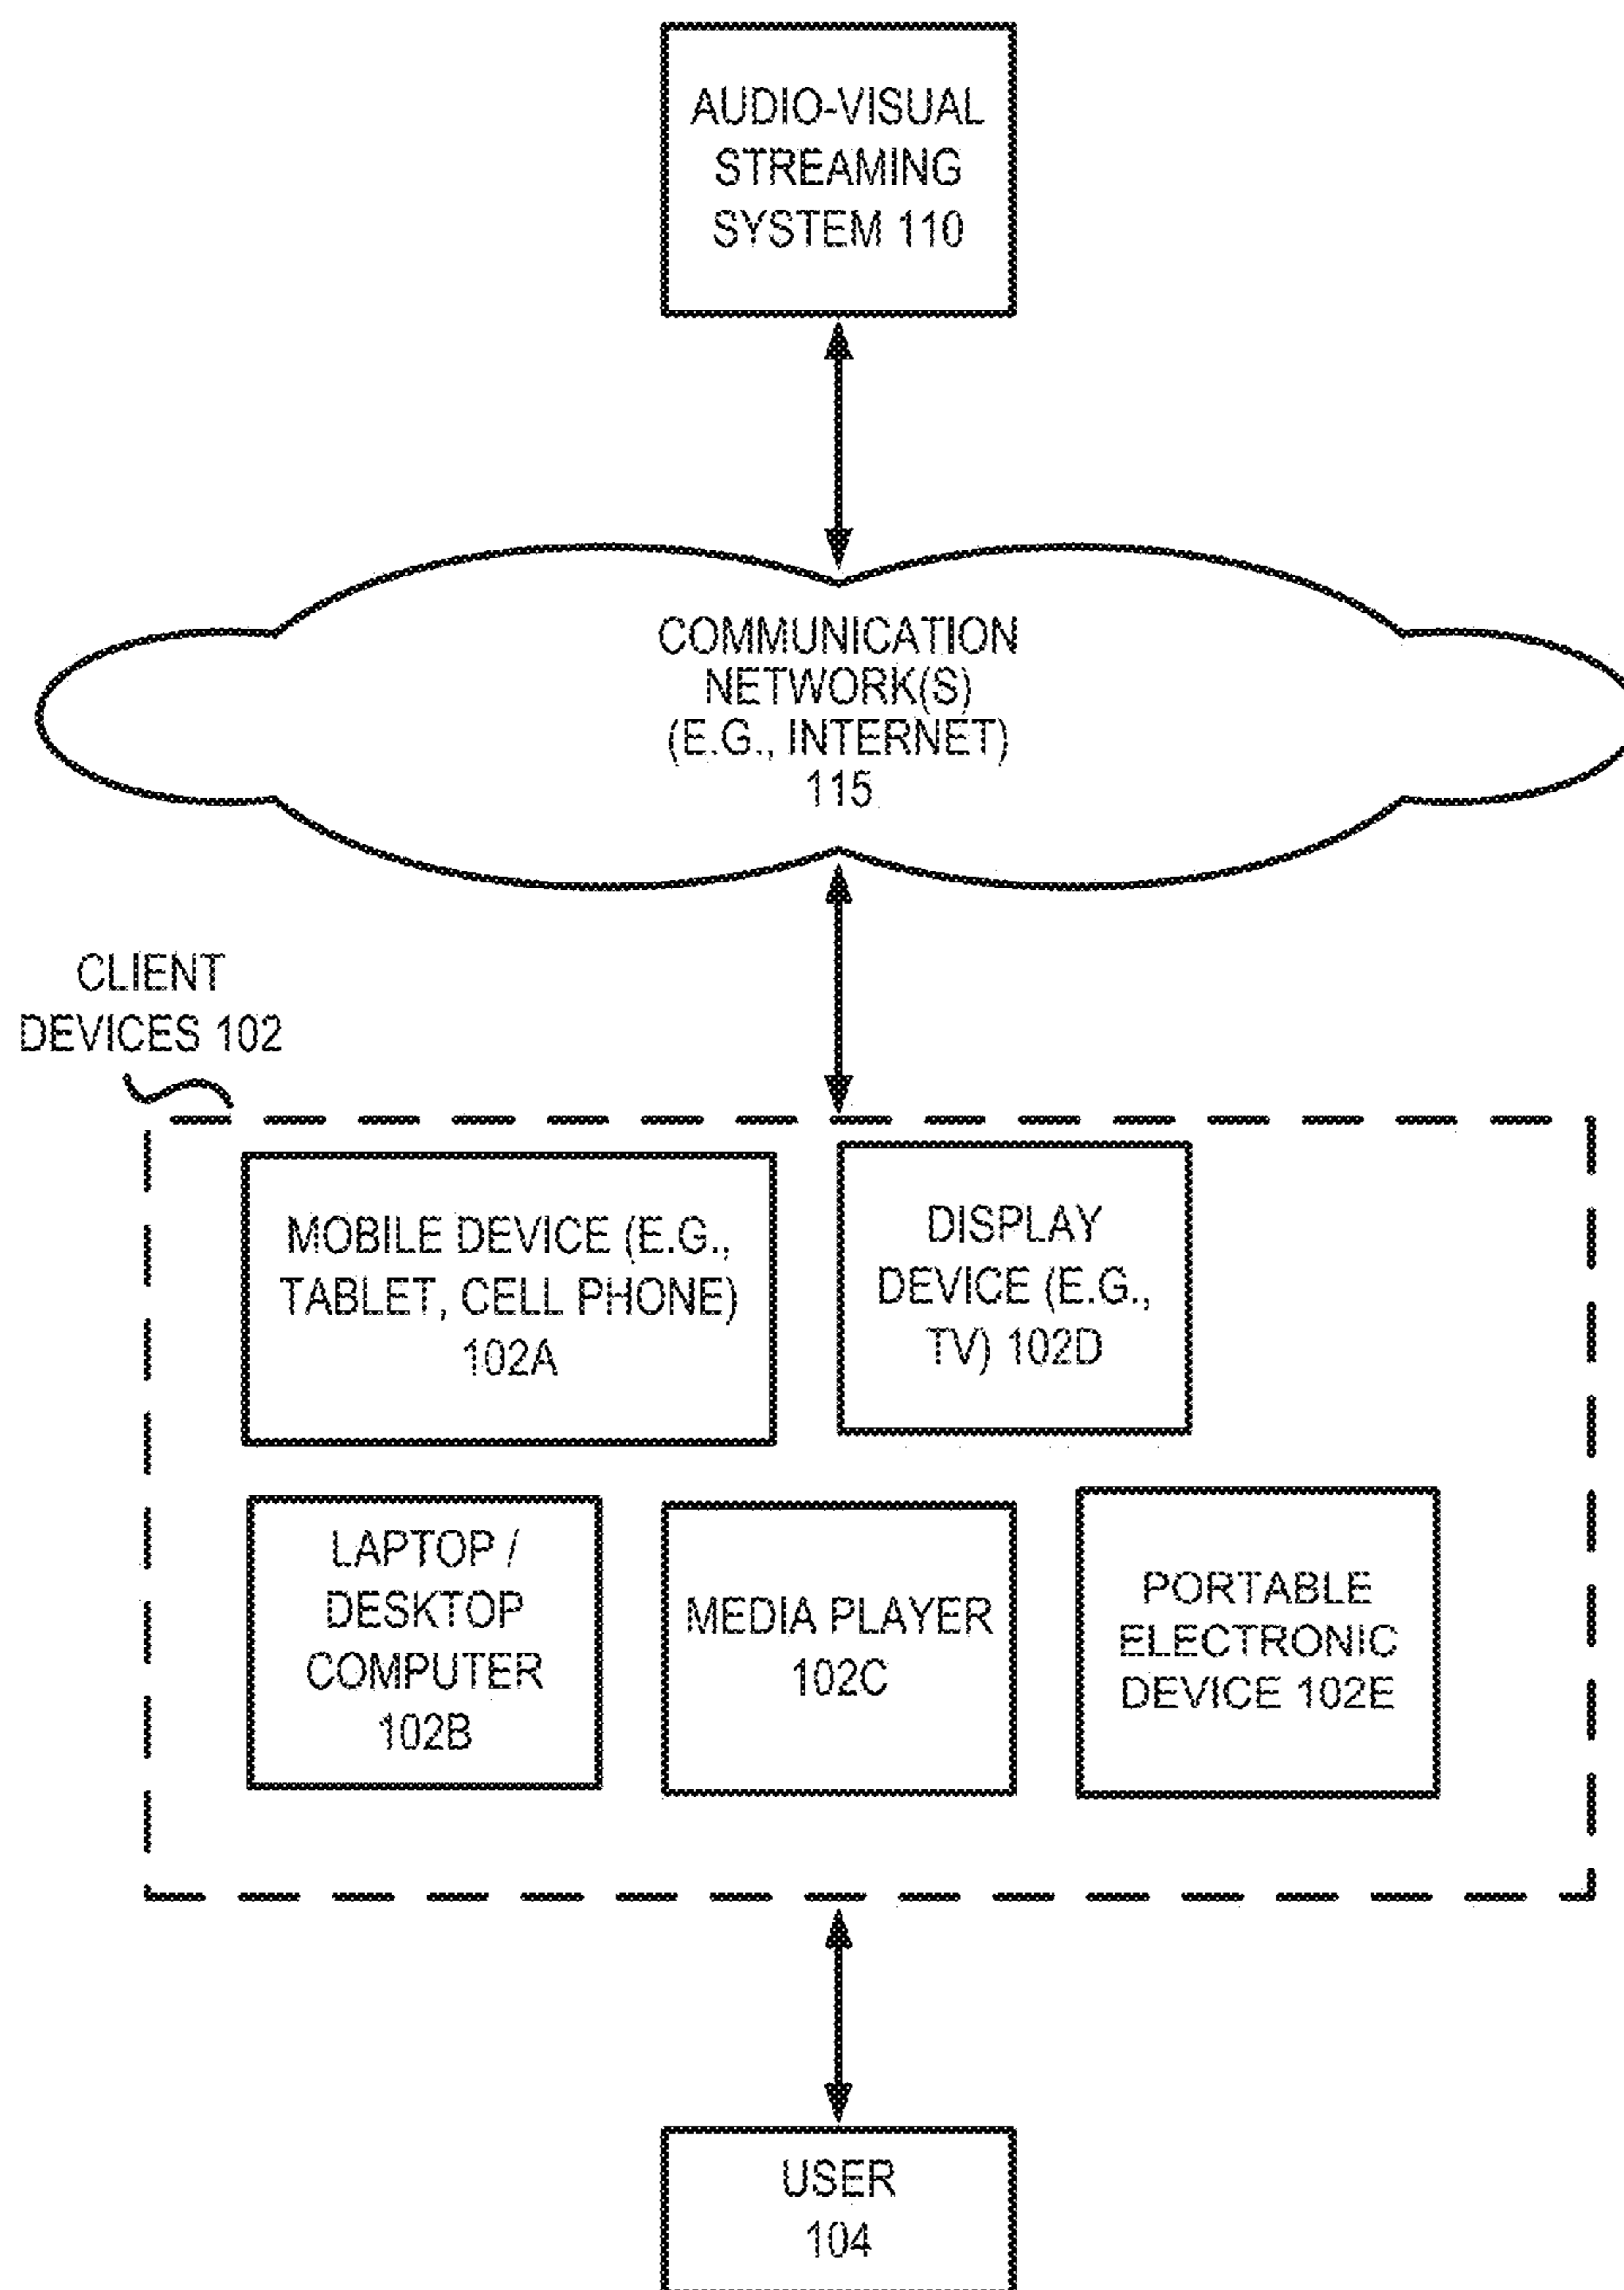 AUDIO-VISUAL
STREAMING
SYSTEM 110
COMMUNICATION
NETWORK(S)
(E.G., INTERNET)
115
CLIENT
DEVICES 102
MOBILE DEVICE (E.G.,
TABLET, CELL PHONE)
102A
DISPLAY
DEVICE (E.G.,
TV) 102D
LAPTOP /
DESKTOP
COMPUTER
102B
MEDIA PLAYER
102C
PORTABLE
ELECTRONIC
DEVICE 102E
USER
104